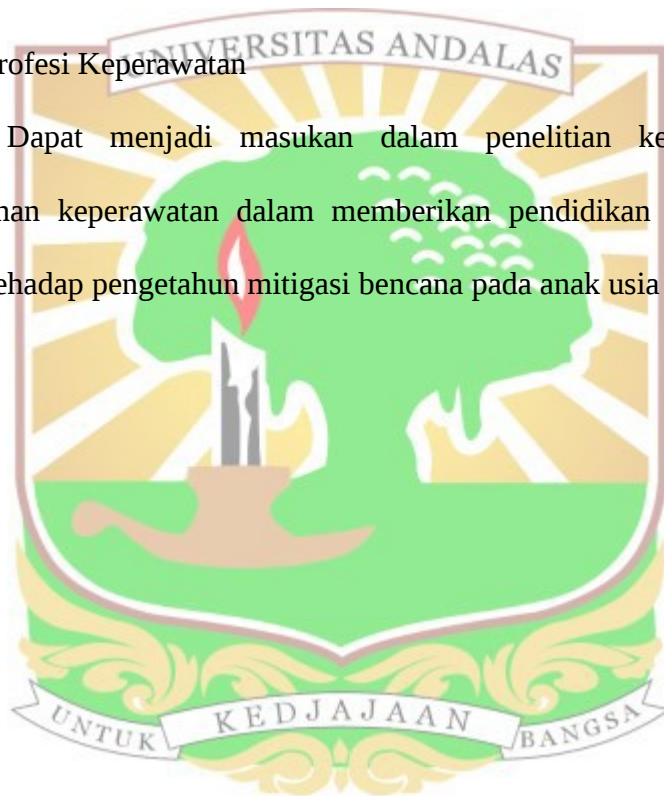 UNIVERSITAS ANDALAS
rofesi Keperawatan
Dapat menjadi masukan dalam penelitian ke
nan keperawatan dalam memberikan pendidikan
ehadap pengetahun mitigasi bencana pada anak usia
UNTUK KEDJAJAAN BANGSA